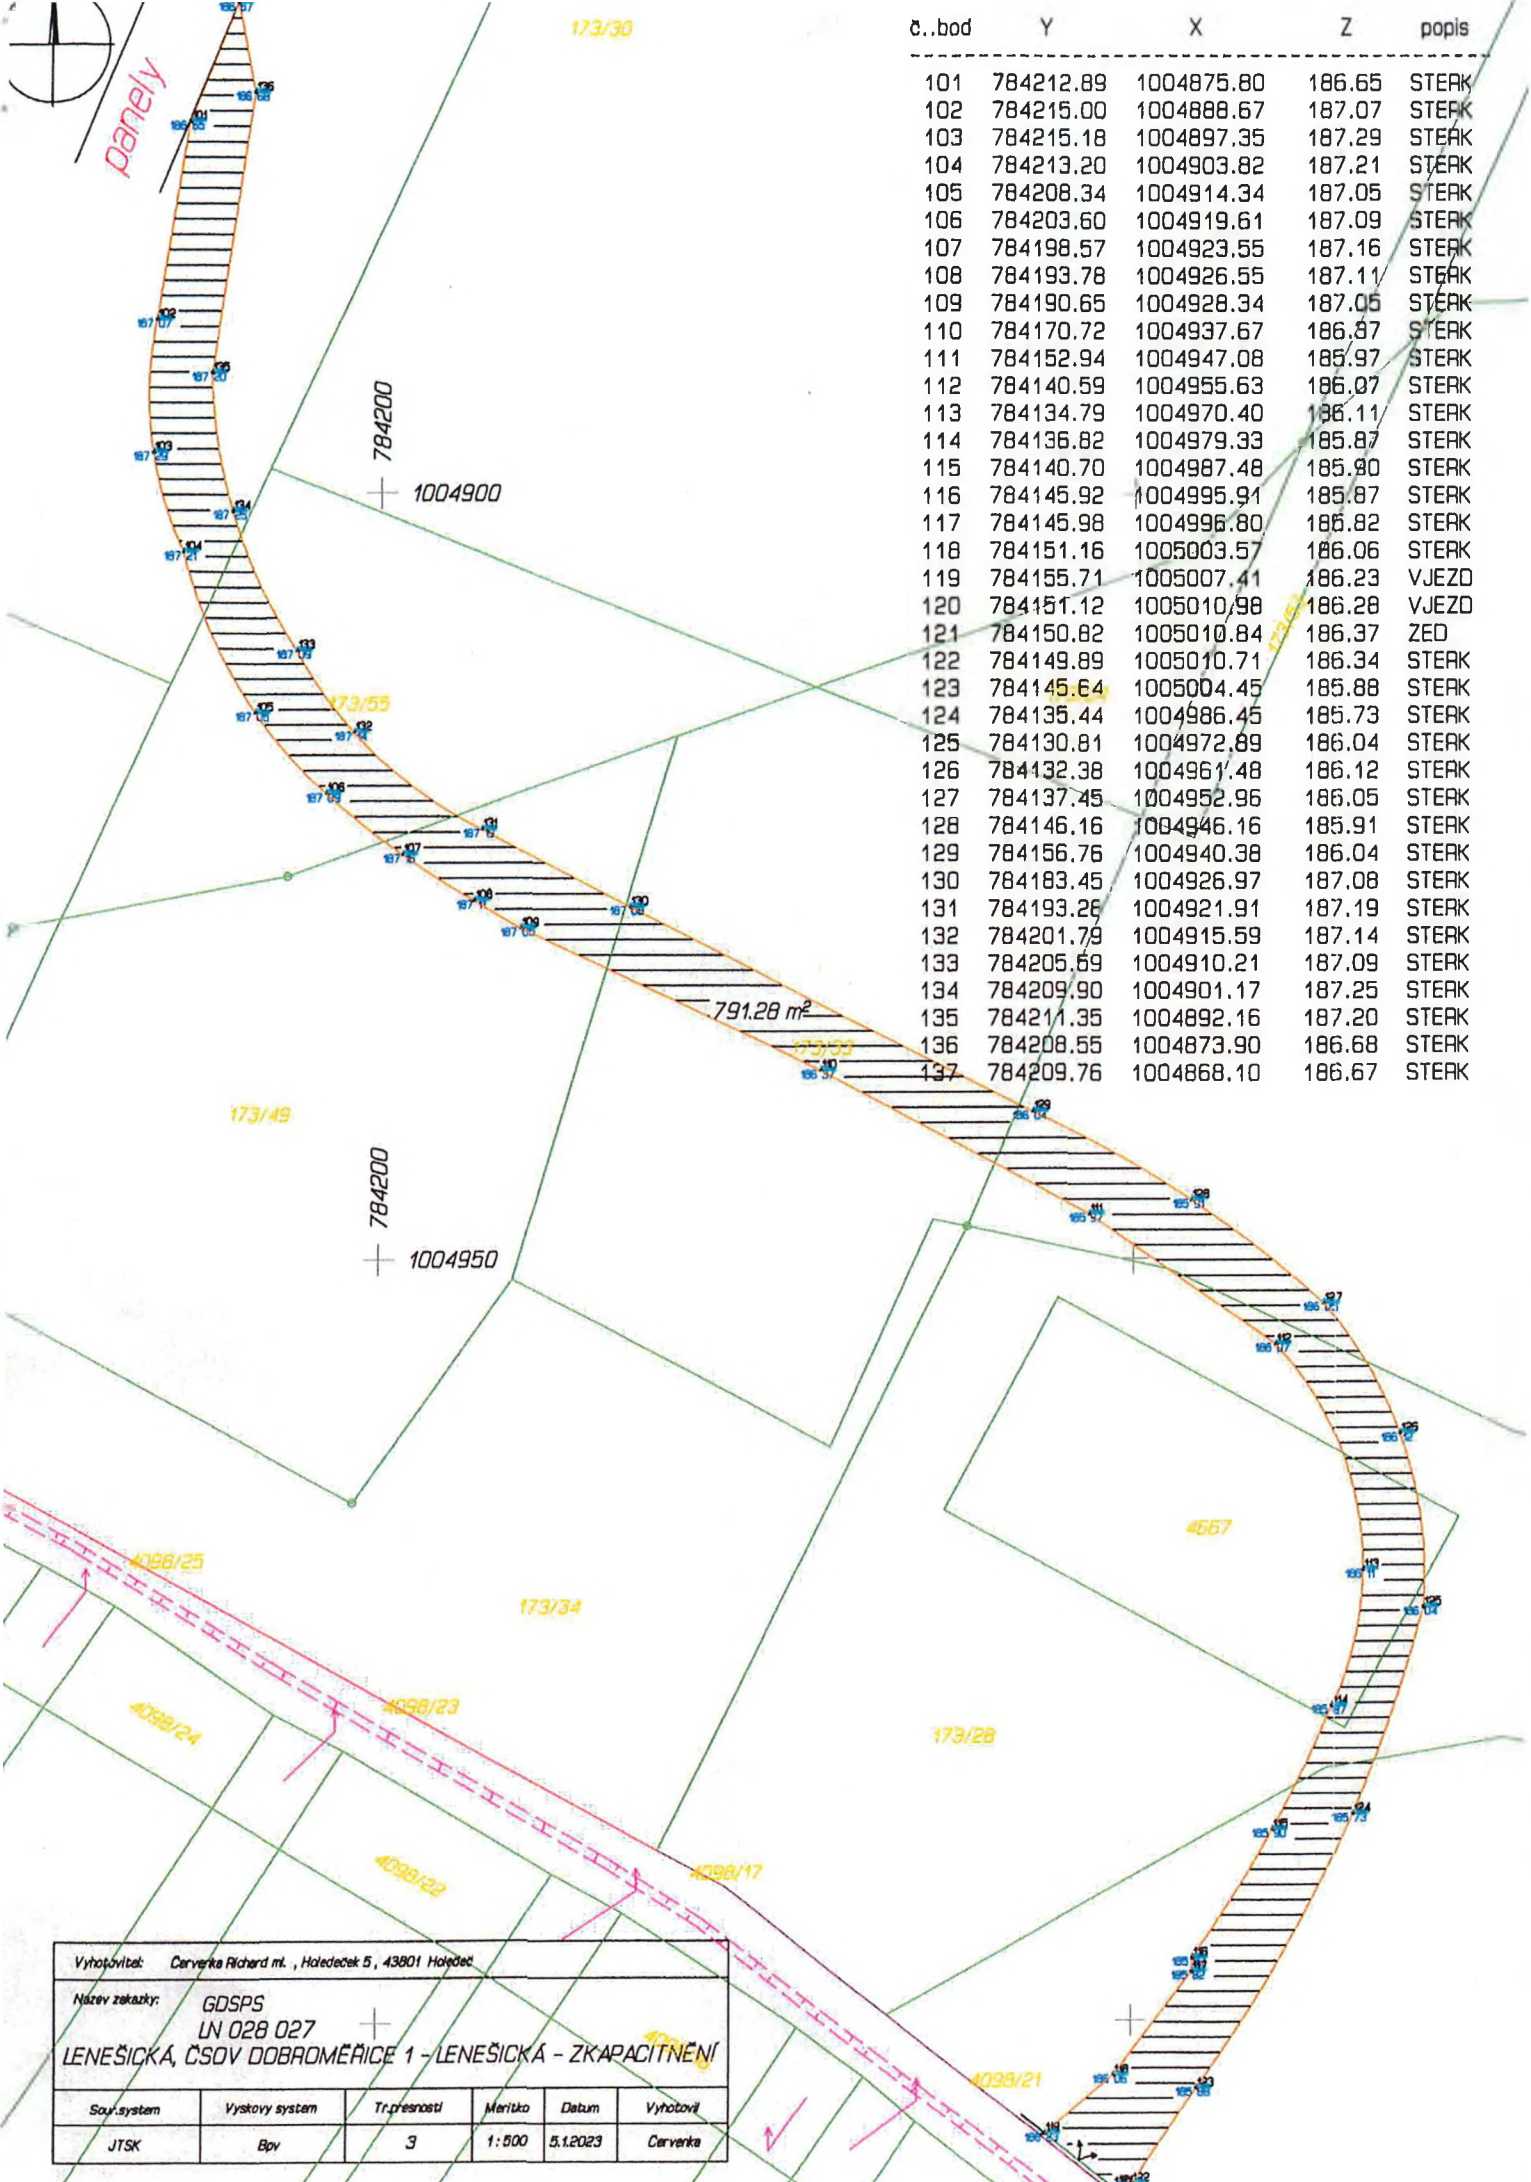 č..bod Y X Z popis
101 784212.89 1004875.80 186.65 STERK
102 784215.00 1004888.67 187.07 STERK
103 784215.18 1004897.35 187.29 STERK
104 784213.20 1004903.82 187.21 STERK
105 784208.34 1004914.34 187.05 STERK
106 784203.60 1004919.61 187.09 STERK
107 784198.57 1004923.55 187.16 STERK
108 784193.78 1004926.55 187.11 STERK
109 784190.65 1004928.34 187.05 STERK
110 784170.72 1004937.67 186.87 STERK
111 784152.94 1004947.08 185.97 STERK
112 784140.59 1004955.63 186.07 STERK
113 784134.79 1004970.40 186.11 STERK
114 784136.82 1004979.33 185.87 STERK
115 784140.70 1004987.48 185.90 STERK
116 784145.92 1004995.91 185.87 STERK
117 784145.98 1004996.80 185.82 STERK
118 784151.16 1005003.57 186.06 STERK
119 784155.71 1005007.41 186.23 VJEZD
120 784151.12 1005010.98 186.28 VJEZD
121 784150.82 1005010.84 186.37 ZED
122 784149.89 1005010.71 186.34 STERK
123 784145.64 1005004.45 185.88 STERK
124 784135.44 1004986.45 185.73 STERK
125 784130.81 1004972.89 186.04 STERK
126 784132.38 1004961.48 186.12 STERK
127 784137.45 1004952.96 186.05 STERK
128 784146.16 1004946.16 185.91 STERK
129 784156.76 1004940.38 186.04 STERK
130 784183.45 1004926.97 187.08 STERK
131 784193.26 1004921.91 187.19 STERK
132 784201.79 1004915.59 187.14 STERK
133 784205.69 1004910.21 187.09 STERK
134 784209.90 1004901.17 187.25 STERK
135 784211.35 1004892.16 187.20 STERK
136 784208.55 1004873.90 186.68 STERK
137 784209.76 1004868.10 186.67 STERK
173/30
panely
784200
1004900
173/55
791.28 m²
173/33
173/49
784200
1004950
4667
4098/25
173/34
4098/23
4098/24
173/28
4098/22
4098/17
4098/21
Vyhotovitel: Cervenka Richard ml. , Holedeček 5 , 43801 Holedeč
Nazev zakazky: GDSPS
LN 028 027
LENEŠICKÁ, ČSOV DOBROMĚŘICE 1 - LENEŠICKÁ - ZKAPACITNĚNÍ
Sour.system Vyskovy system Tr.presnosti Meritko Datum Vyhotovil
JTSK Bpv 3 1:500 5.1.2023 Cervenka